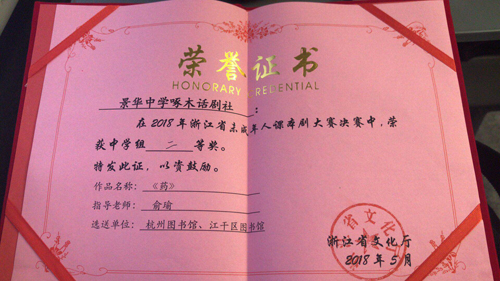 荣誉证书
HONORARY CREDENTIAL
景华中学啄木话剧社：
在2018年浙江省未成年人课本剧大赛决赛中，荣
获中学组 二 等奖。
特发此证，以资鼓励。
作品名称：《药》
指导老师：俞瑜
选送单位：杭州图书馆、江干区图书馆
浙江省文化厅
2018年5月